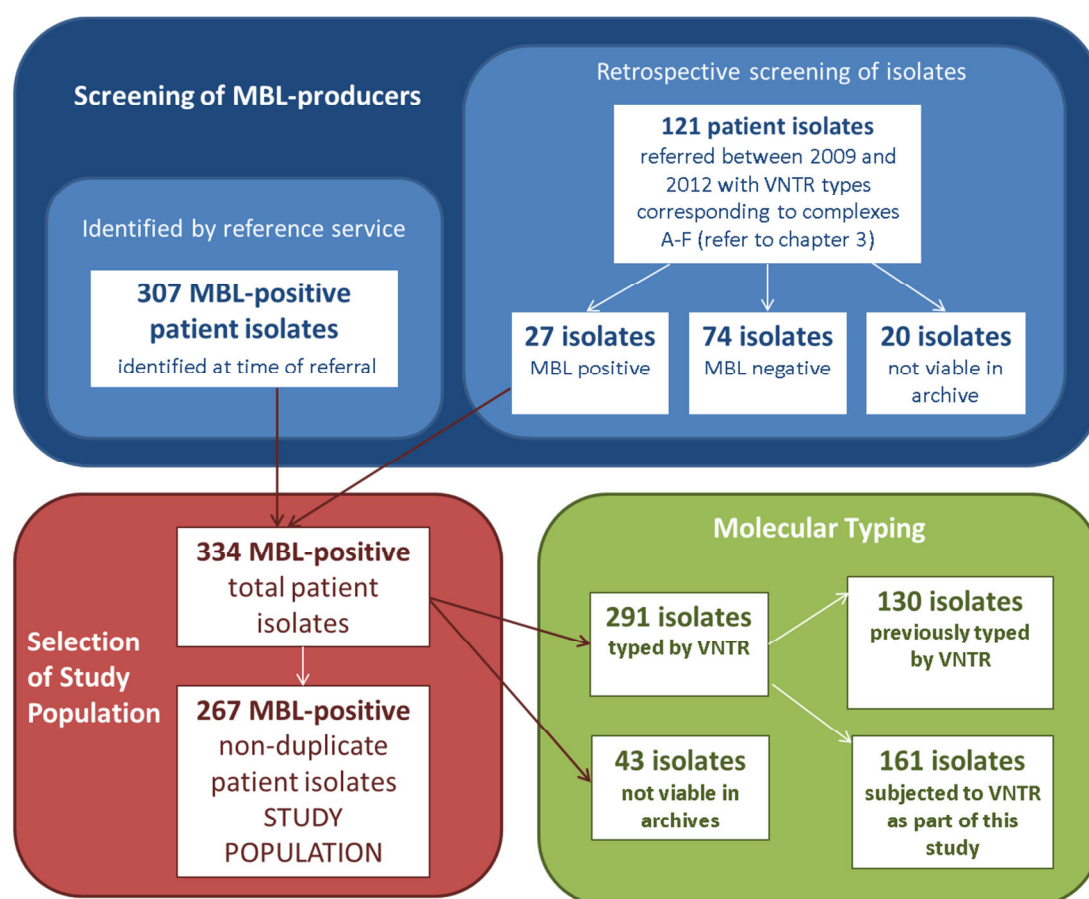 Screening of MBL-producers
Retrospective screening of isolates
121 patient isolates
referred between 2009 and
2012 with VNTR types
corresponding to complexes
A-F (refer to chapter 3)
Identified by reference service
307 MBL-positive
patient isolates
identified at time of referral
27 isolates
MBL positive
74 isolates
MBL negative
20 isolates
not viable in
archive
Selection
of Study
Population
334 MBL-positive
total patient
isolates
267 MBL-positive
non-duplicate
patient isolates
STUDY
POPULATION
Molecular Typing
291 isolates
typed by VNTR
130 isolates
previously typed
by VNTR
43 isolates
not viable in
archives
161 isolates
subjected to VNTR
as part of this
study